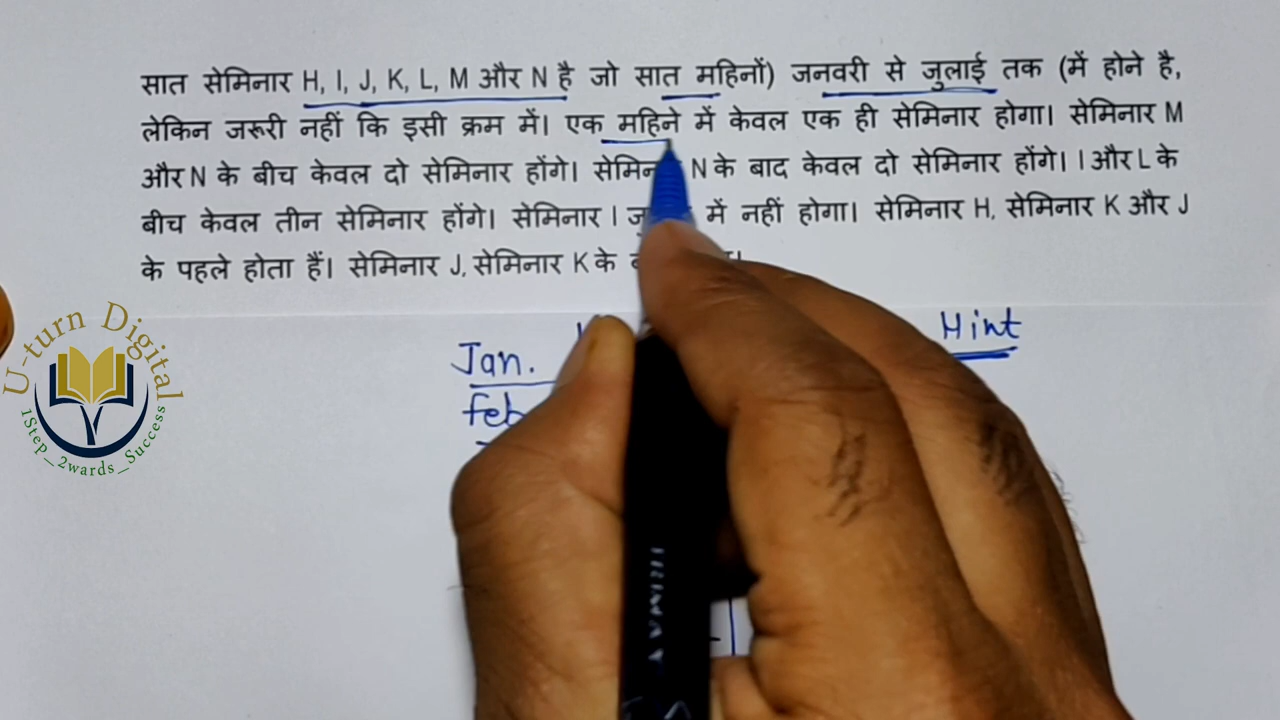 सात सेमिनार H, I, J, K, L, M और N है जो सात महिनों) जनवरी से जुलाई तक (में होने है,
लेकिन जरूरी नहीं कि इसी क्रम में। एक महिने में केवल एक ही सेमिनार होगा। सेमिनार M
और N के बीच केवल दो सेमिनार होंगे। N के बाद केवल दो सेमिनार होंगे। I और L के
बीच केवल तीन सेमिनार होंगे। सेमिनार I में नहीं होगा। सेमिनार H, सेमिनार K और J
के पहले होता हैं। सेमिनार J, सेमिनार K के
Jan.
Hint
feb
U-turn Digital
1Step_2wards_Success